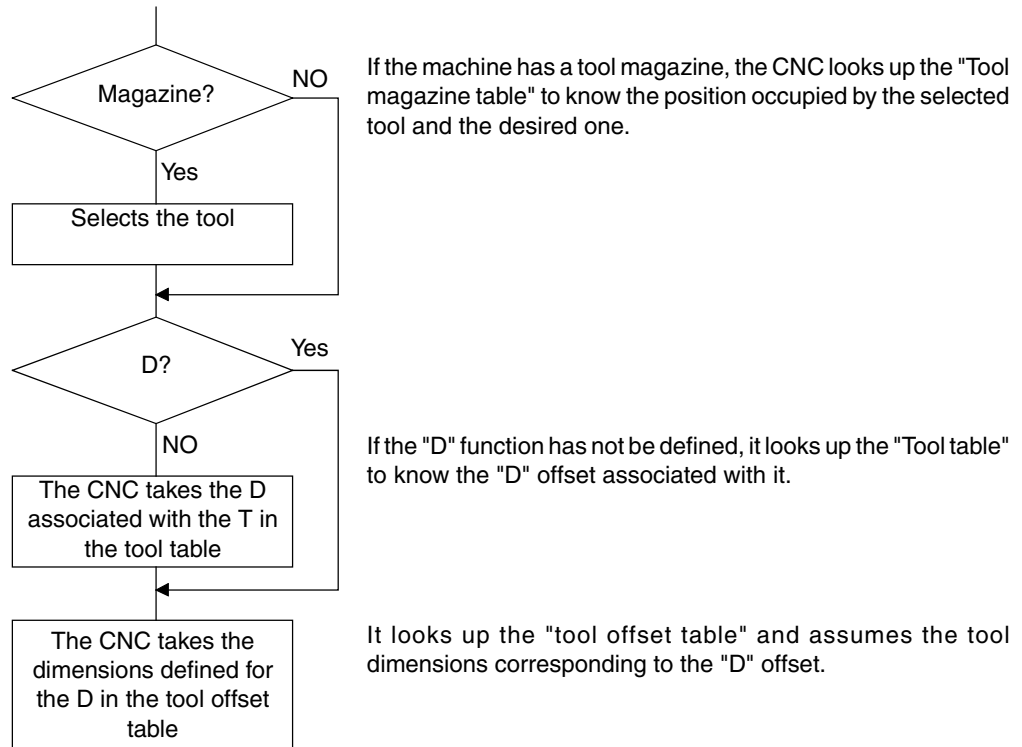 Magazine?
NO
If the machine has a tool magazine, the CNC looks up the "Tool
magazine table" to know the position occupied by the selected
tool and the desired one.
Yes
Selects the tool
D?
Yes
NO
If the "D" function has not be defined, it looks up the "Tool table"
to know the "D" offset associated with it.
The CNC takes the D
associated with the T in
the tool table
The CNC takes the
dimensions defined for
the D in the tool offset
table
It looks up the "tool offset table" and assumes the tool
dimensions corresponding to the "D" offset.